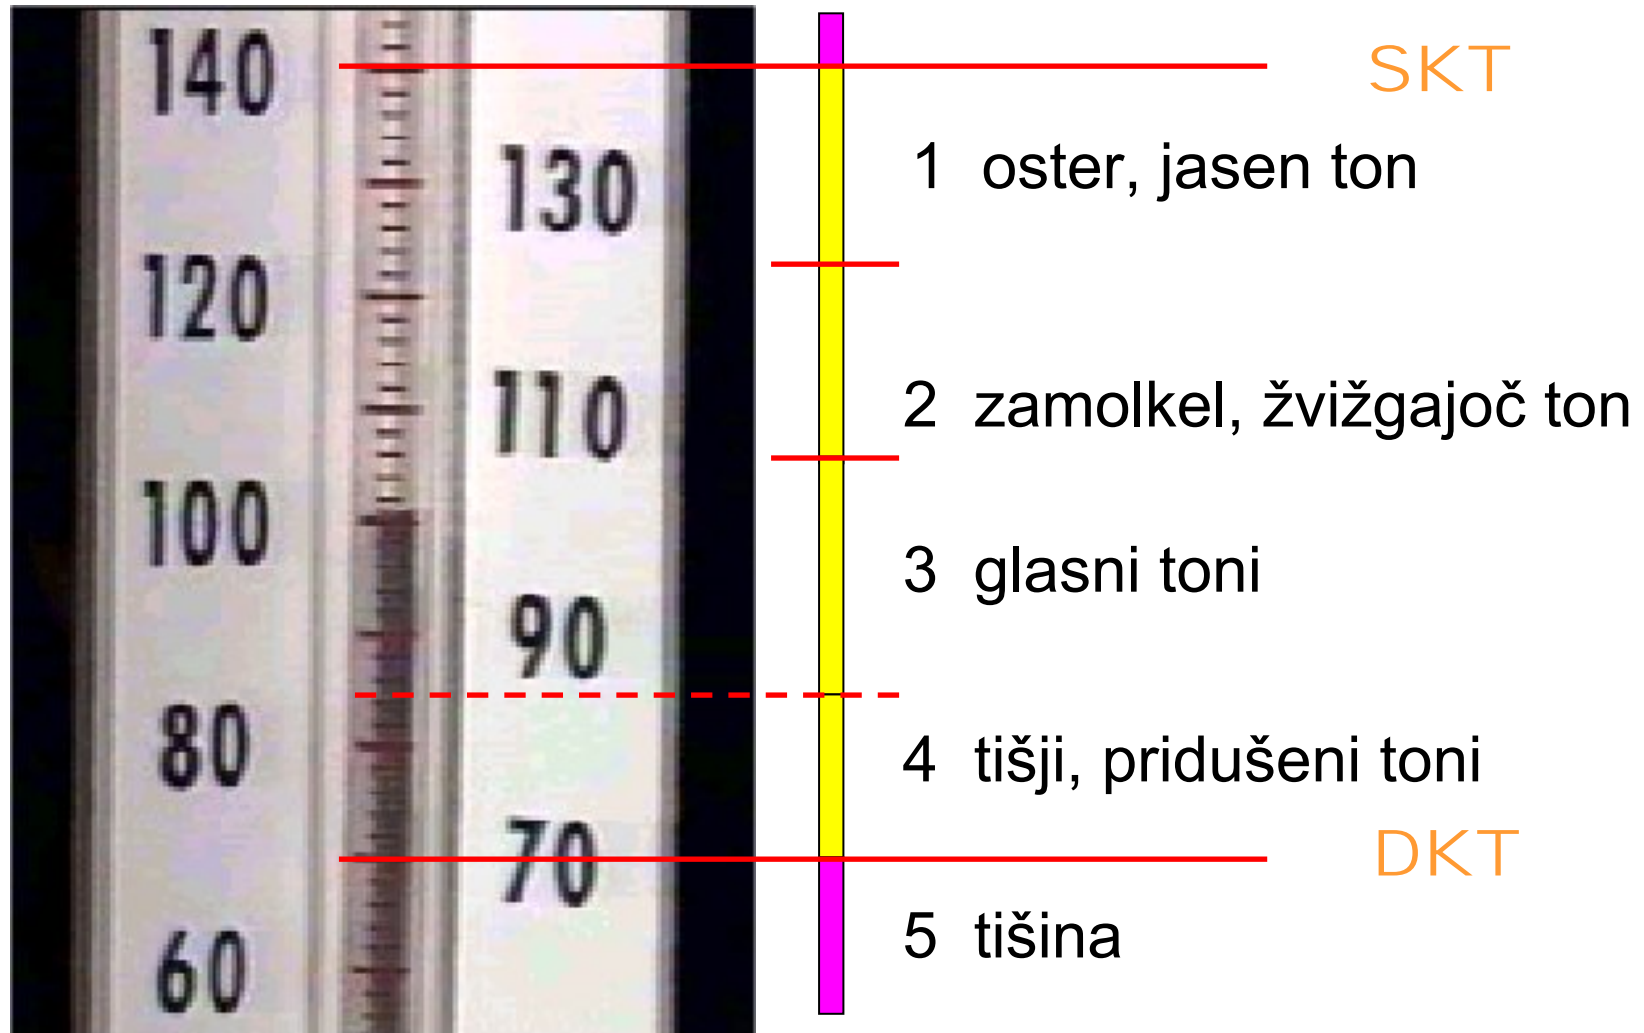 140
130
120
110
100
90
80
70
60
SKT
1 oster, jasen ton
2 zamolkel, žvižgajoč ton
3 glasni toni
4 tišji, pridušeni toni
DKT
5 tišina